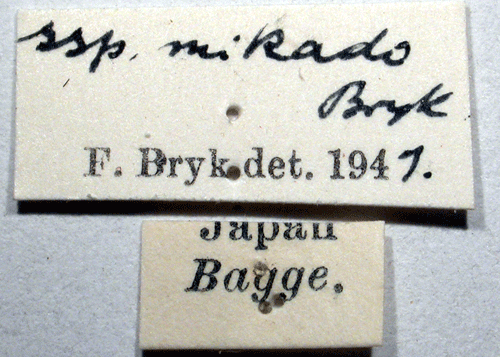 ssp. mikado
Bryk
F. Bryk det. 1947.
Japan
Bagge.